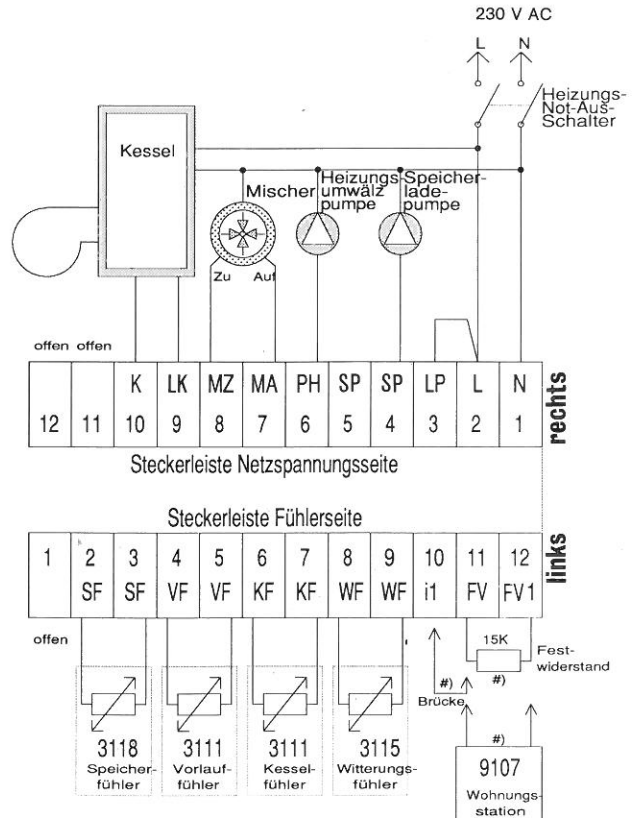 230 V AC
L N
Heizungs-
Not-Aus-
Schalter
Kessel
Mischer
Heizungs-
umwälz
pumpe
Speicher-
lade-
pumpe
Zu Auf
offen offen
K LK MZ MA PH SP SP LP L N
12 11 10 9 8 7 6 5 4 3 2 1
rechts
Steckerleiste Netzspannungsseite
Steckerleiste Fühlerseite
links
1 2 3 4 5 6 7 8 9 10 11 12
SF SF VF VF KF KF WF WF i1 FV FV1
offen
15K
#)
Fest-
widerstand
#)
Brücke
3118
Speicher-
fühler
3111
Vorlauf-
fühler
3111
Kessel-
fühler
3115
Witterungs-
fühler
#)
9107
Wohnungs-
station